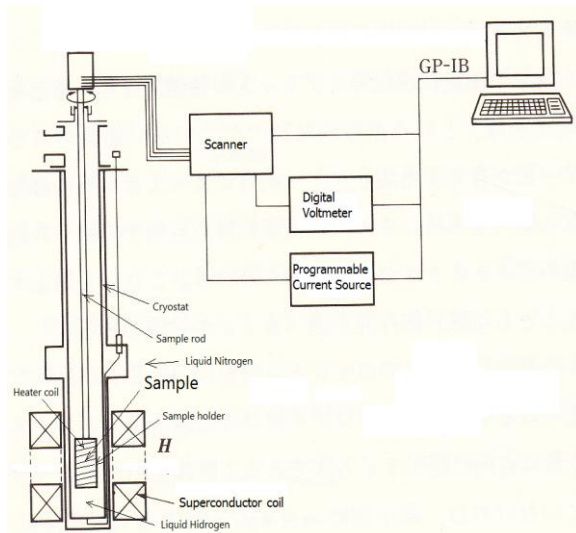 GP-IB
Scanner
Digital
Voltmeter
Programmable
Current Source
Cryostat
Sample rod
Liquid Nitrogen
Sample
Heater coil
Sample holder
H
Superconductor coil
Liquid Hidrogen